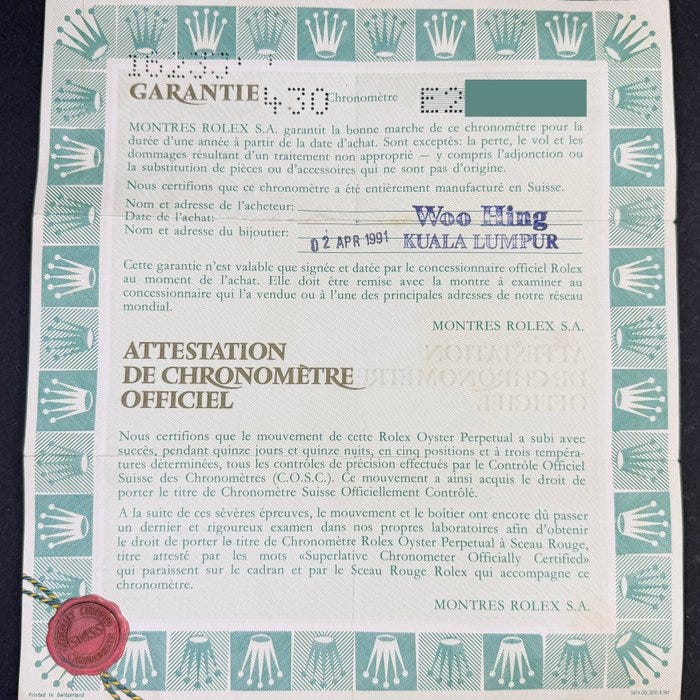 16233
GARANTIE 430 Chronomètre E2
MONTRES ROLEX S.A. garantit la bonne marche de ce chronomètre pour la
durée d'une année à partir de la date d'achat. Sont exceptés: la perte, le vol et les
dommages résultant d'un traitement non approprié — y compris l'adjonction ou
la substitution de pièces ou d'accessoires qui ne sont pas d'origine.
Nous certifions que ce chronomètre a été entièrement manufacturé en Suisse.
Nom et adresse de l'acheteur:
Date de l'achat:
Nom et adresse du bijoutier:
Woo Hing
02 APR 1991 KUALA LUMPUR
Cette garantie n'est valable que signée et datée par le concessionnaire officiel Rolex
au moment de l'achat. Elle doit être remise avec la montre à examiner au
concessionnaire qui l'a vendue ou à l'une des principales adresses de notre réseau
mondial.
MONTRES ROLEX S.A.
ATTESTATION
DE CHRONOMÈTRE
OFFICIEL
Nous certifions que le mouvement de cette Rolex Oyster Perpetual a subi avec
succès, pendant quinze jours et quinze nuits, en cinq positions et à trois tempéra-
tures déterminées, tous les contrôles de précision effectués par le Contrôle Officiel
Suisse des Chronomètres (C.O.S.C.). Ce mouvement a ainsi acquis le droit de
porter le titre de Chronomètre Suisse Officiellement Contrôlé.
A la suite de ces sévères épreuves, le mouvement et le boîtier ont encore dû passer
un dernier et rigoureux examen dans nos propres laboratoires afin d'obtenir
le droit de porter le titre de Chronomètre Rolex Oyster Perpetual à Sceau Rouge,
titre attesté par les mots «Superlative Chronometer Officially Certified»
qui paraissent sur le cadran et par le Sceau Rouge Rolex qui accompagne ce
chronomètre.
MONTRES ROLEX S.A.
Printed in Switzerland
564.00.300.4.90